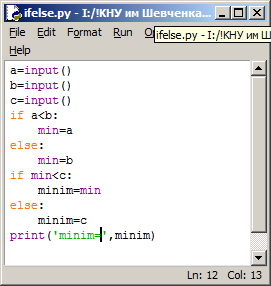 ifelse.py - I:/!КНУ им Шевченка...
File Edit Format Run
ifelse.py - I:/!КНУ им
Help
a=input()
b=input()
c=input()
if a<b:
    min=a
else:
    min=b
if min<c:
    minim=min
else:
    minim=c
print('minim=',minim)
Ln: 12 Col: 13